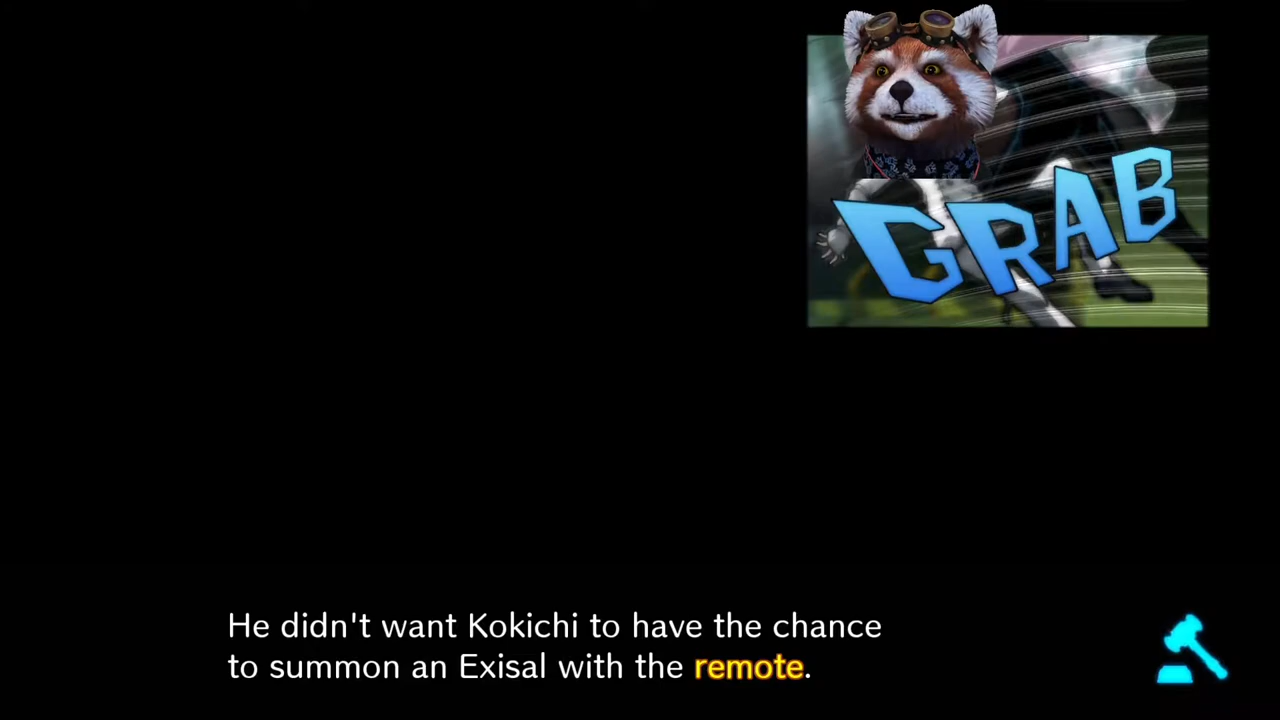 GRAB
He didn't want Kokichi to have the chance
to summon an Exisal with the remote.